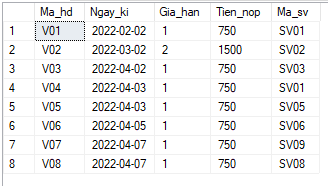 Ma_hd Ngay_ki Gia_han Tien_nop Ma_sv
1 V01 2022-02-02 1 750 SV01
2 V02 2022-03-02 2 1500 SV02
3 V03 2022-04-02 1 750 SV03
4 V04 2022-04-03 1 750 SV01
5 V05 2022-04-03 1 750 SV05
6 V06 2022-04-05 1 750 SV06
7 V07 2022-04-07 1 750 SV09
8 V08 2022-04-07 1 750 SV08